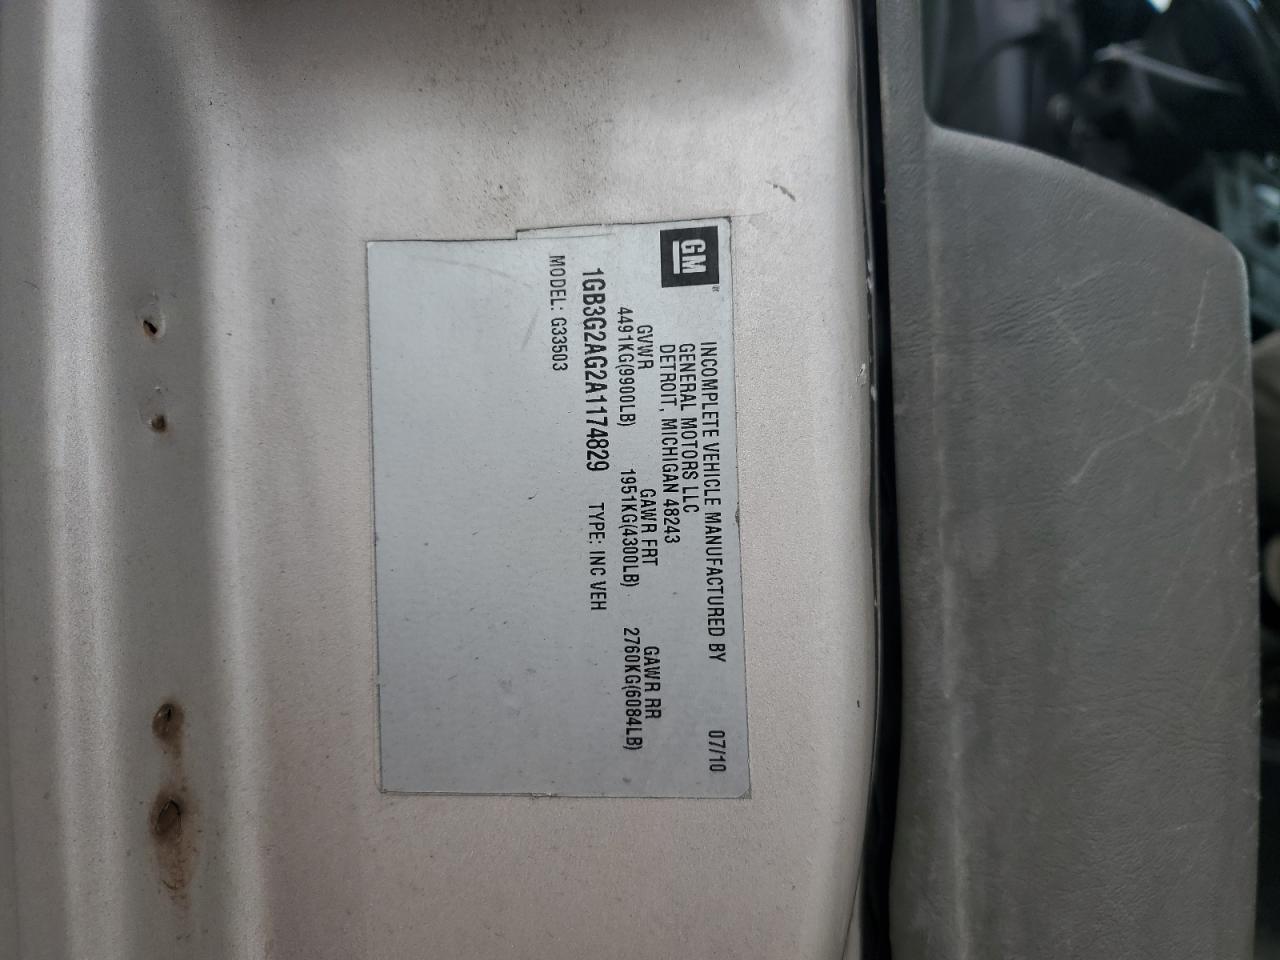 GM
INCOMPLETE VEHICLE MANUFACTURED BY 07/10
GENERAL MOTORS LLC
DETROIT, MICHIGAN 48243
GVWR GAWR FRT GAWR RR
4491KG(9900LB) 1951KG(4300LB) 2760KG(6084LB)
1GB3G2AG2A1174829 TYPE: INC VEH
MODEL: G33503